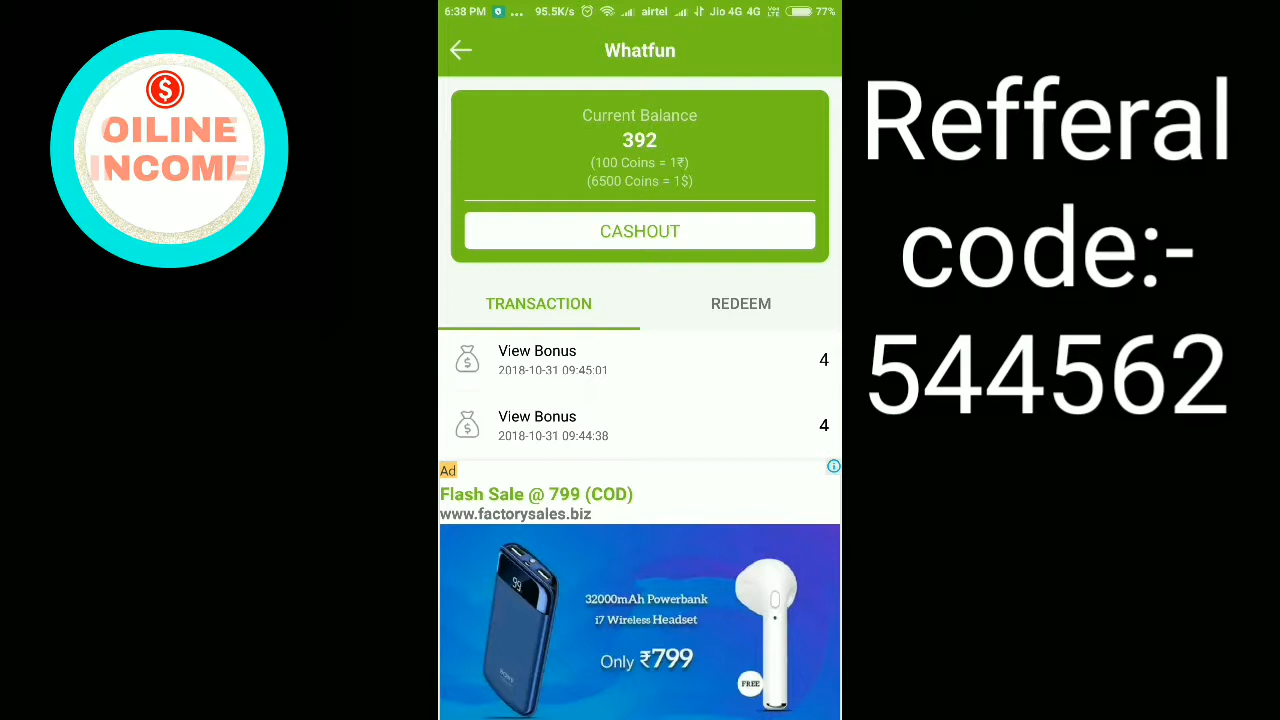 6:38 PM ... 95.5K/s airtel Jio 4G 4G VoLTE 77%
Whatfun
OILINE
INCOME
Current Balance
392
(100 Coins = 1₹)
(6500 Coins = 1$)
CASHOUT
TRANSACTION REDEEM
View Bonus 4
2018-10-31 09:45:01
View Bonus 4
2018-10-31 09:44:38
Ad
Flash Sale @ 799 (COD)
www.factorysales.biz
99
32000mAh Powerbank
i7 Wireless Headset
Only ₹799
FREE
Refferal
code:-
544562